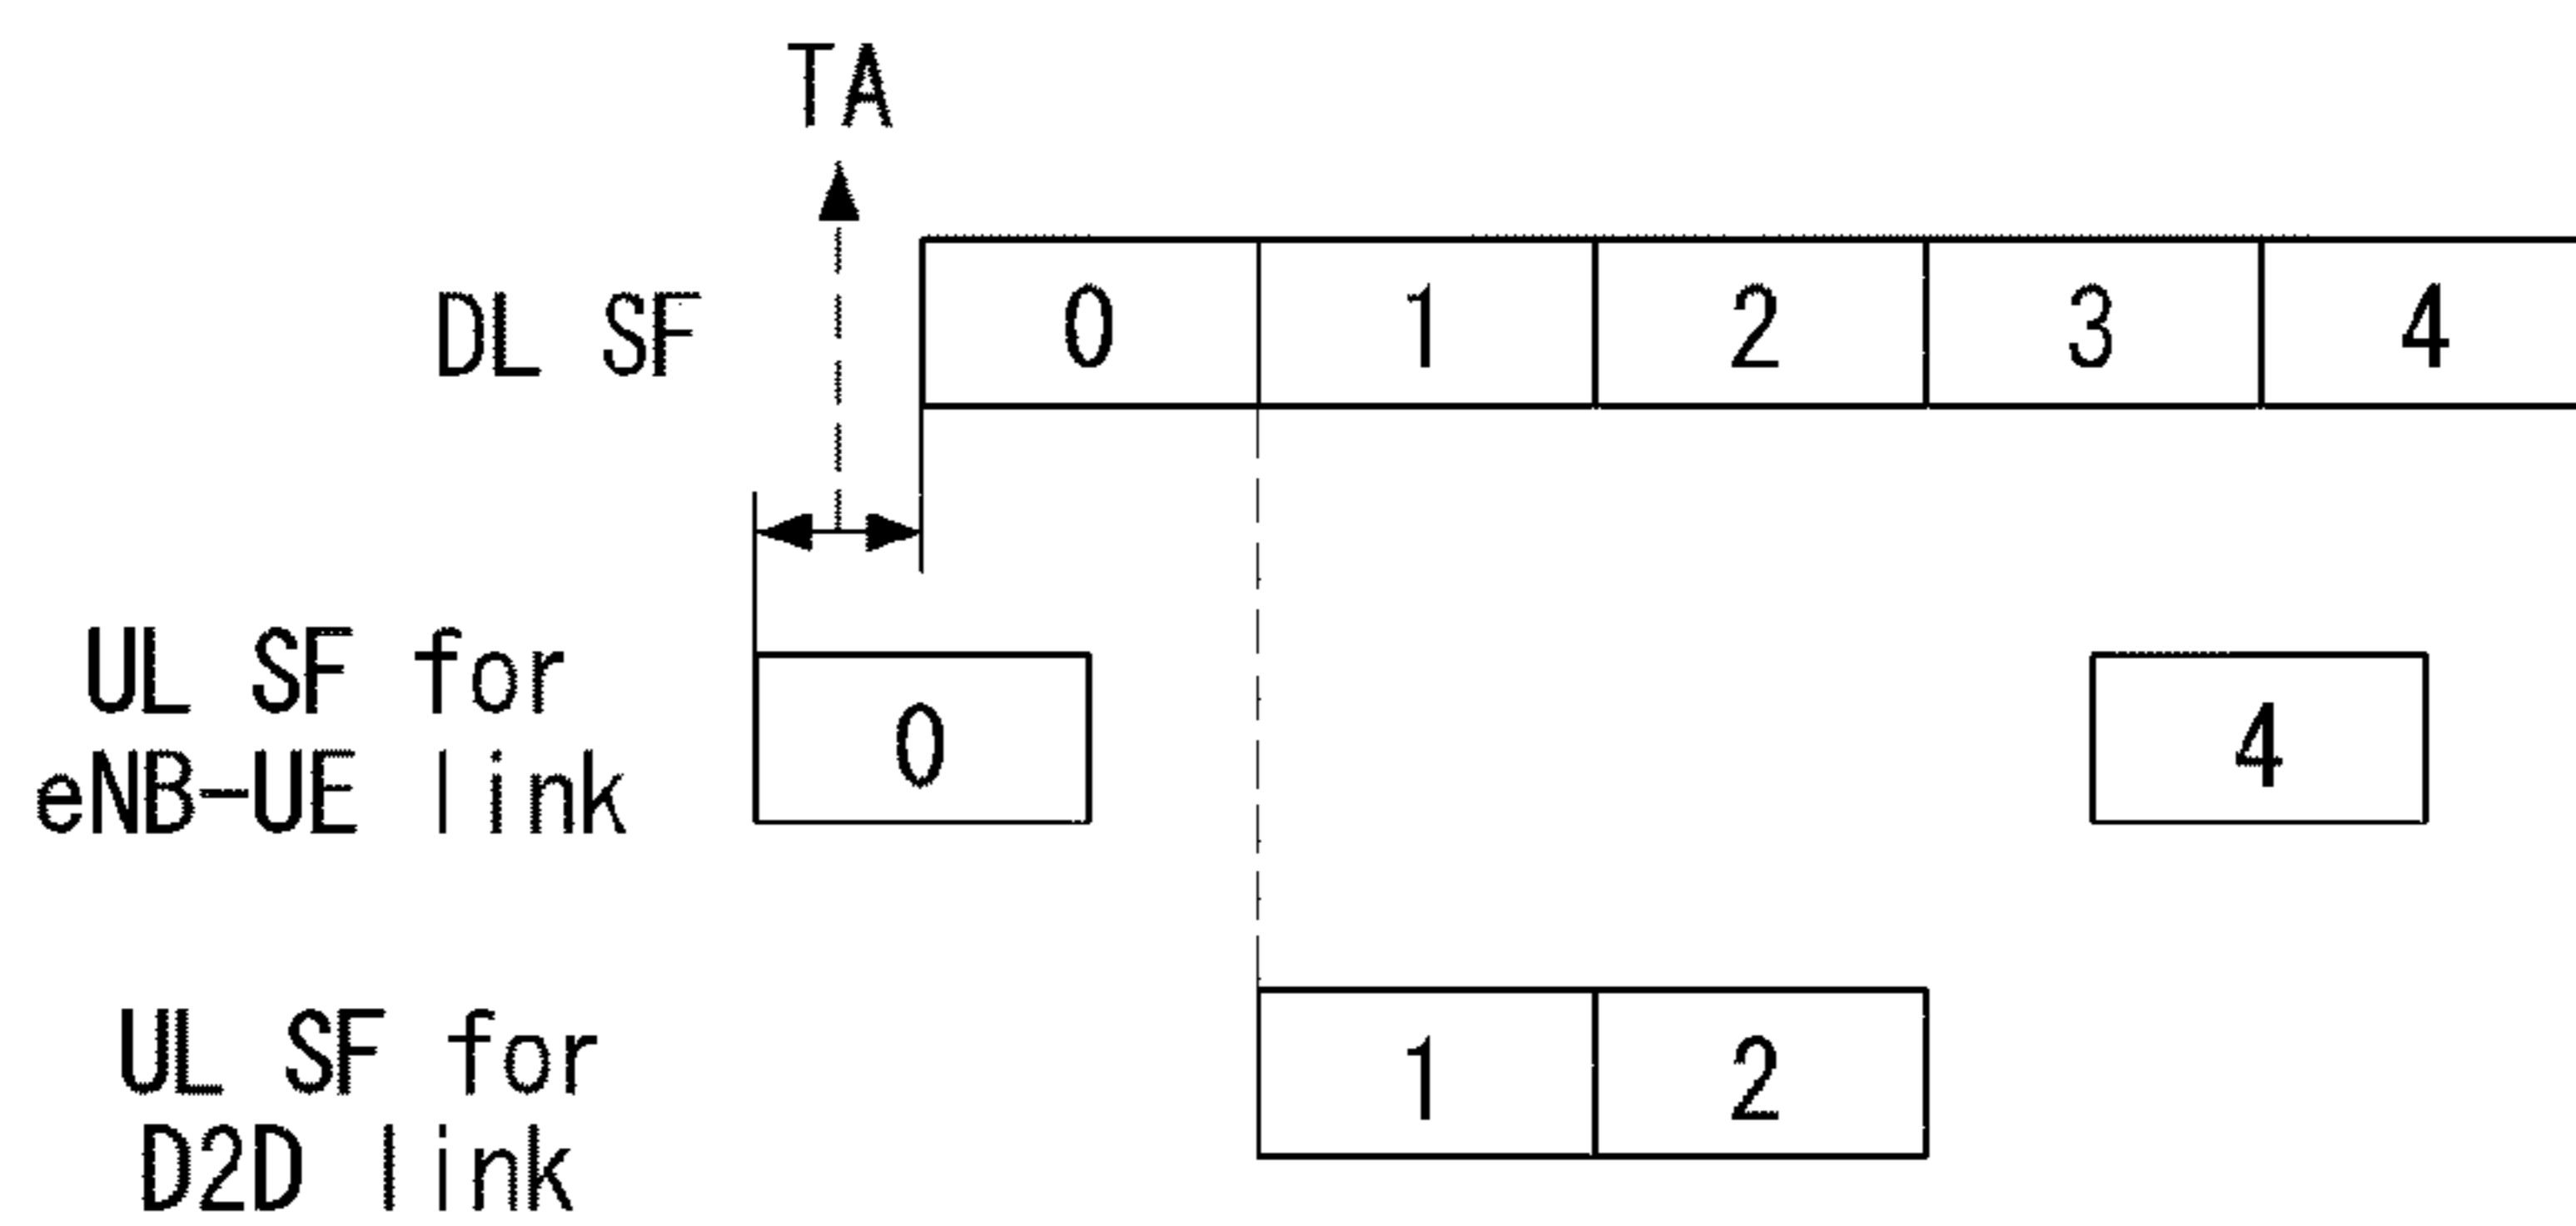 TA
DL SF 0 1 2 3 4
UL SF for
eNB-UE link
0 4
UL SF for
D2D link
1 2